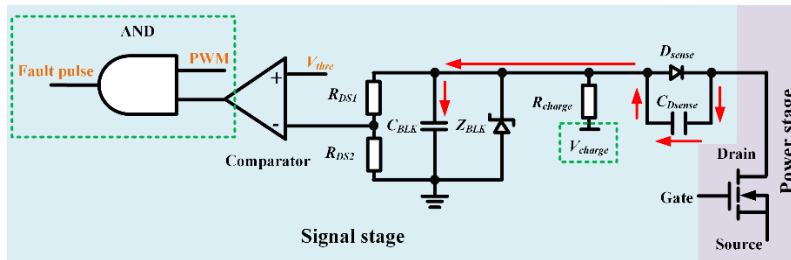 AND
PWM
Fault pulse
V_thre
Comparator
R_DS1
R_DS2
C_BLK
Z_BLK
R_charge
V_charge
D_sense
C_Dsense
Drain
Gate
Source
Signal stage
Power stage